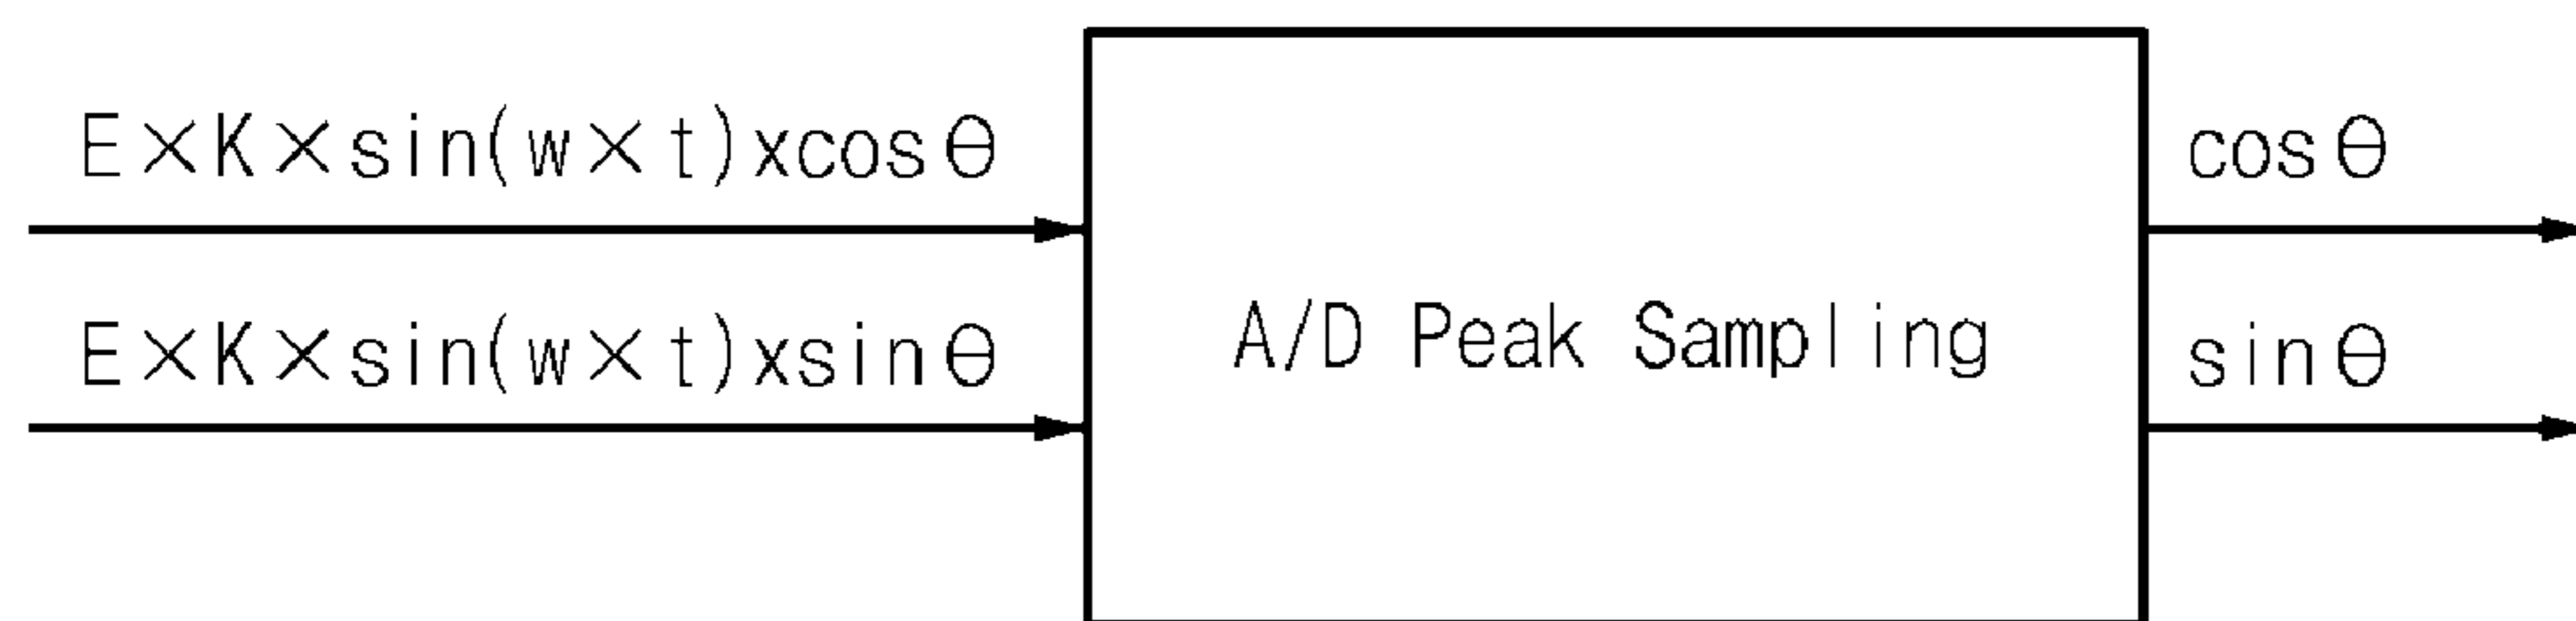 E×K×sin(w×t)xcosθ
cosθ
E×K×sin(w×t)xsinθ
A/D Peak Sampling
sinθ